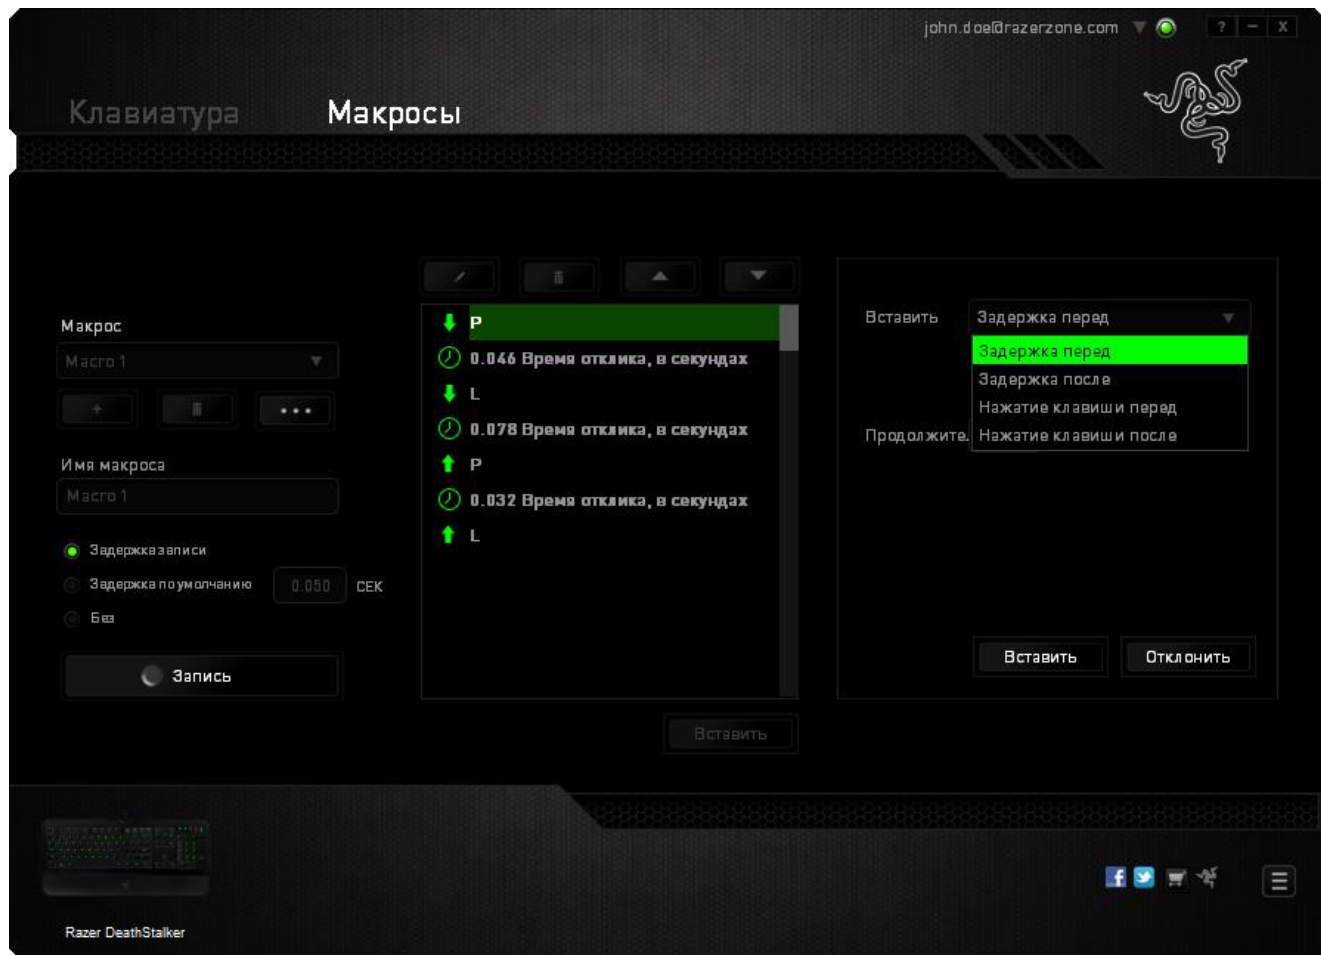 john.doe@razerzone.com
? – X
Клавиатура
Макросы
Макрос
Macro 1
Имя макроса
Macro 1
Задержка записи
Задержка по умолчанию 0.050 СЕК
Без
Запись
P
0.046 Время отклика, в секундах
L
0.078 Время отклика, в секундах
P
0.032 Время отклика, в секундах
L
Вставить
Вставить Задержка перед
Задержка перед
Задержка после
Нажатие клавиши перед
Продолжите. Нажатие клавиши после
Вставить
Отклонить
Razer DeathStalker